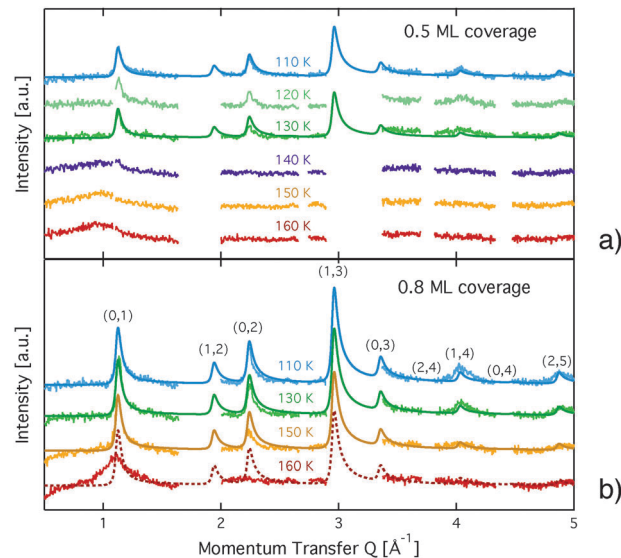 0.5 ML coverage
110 K
120 K
130 K
140 K
150 K
160 K
Intensity [a.u.]
a)
0.8 ML coverage
(0,1)
(1,2)
(0,2)
(1,3)
(0,3)
(2,4)
(1,4)
(0,4)
(2,5)
110 K
130 K
150 K
160 K
Intensity [a.u.]
b)
1 2 3 4 5
Momentum Transfer Q [Å⁻¹]